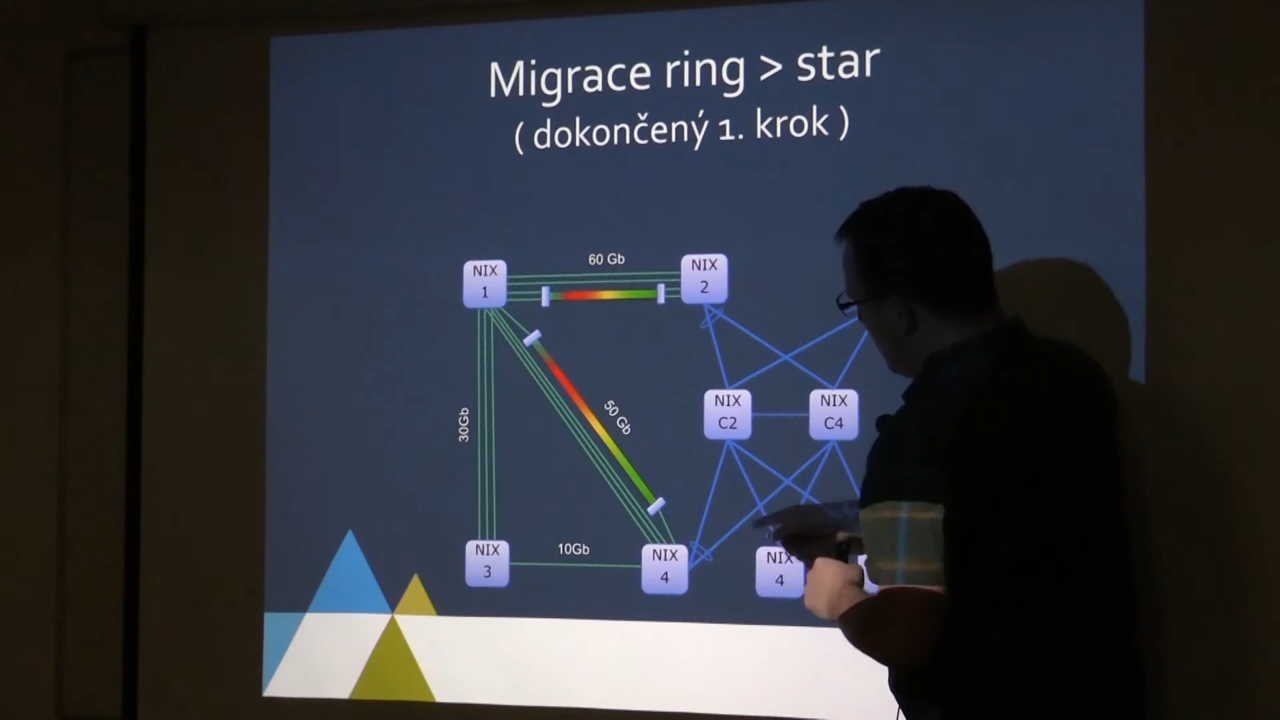 Migrace ring > star
( dokončený 1. krok )
60 Gb
NIX
1
NIX
2
50 Gb
30Gb
NIX
C2
NIX
C4
10Gb
NIX
3
NIX
4
NIX
4